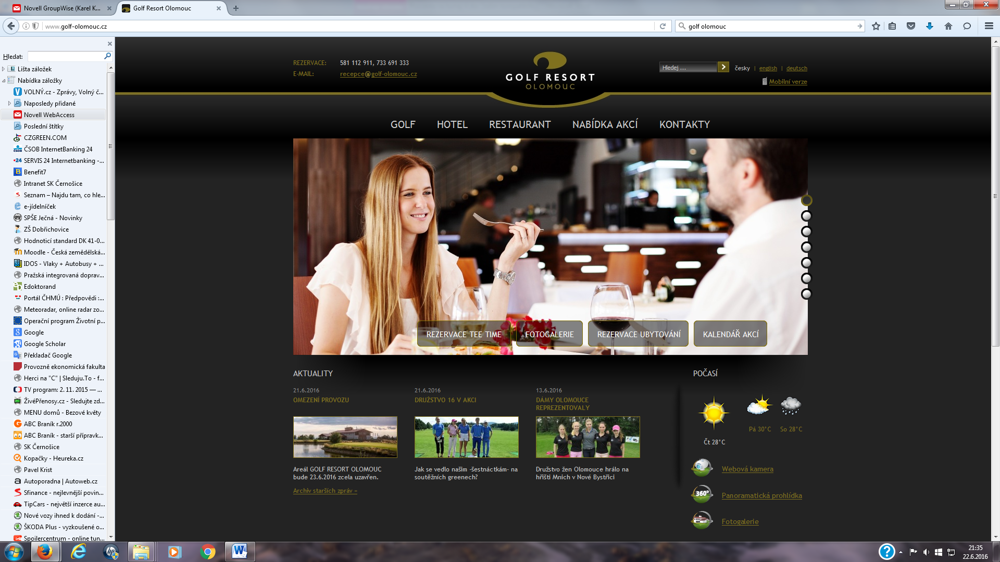 Novell GroupWise (Karel K...
Golf Resort Olomouc
www.golf-olomouc.cz
golf olomouc
Hledat:
Lišta záložek
Nabídka záložky
VOLNÝ.cz - Zprávy, Volný č...
Naposledy přidané
Novell WebAccess
Poslední štítky
CZGREEN.COM
ČSOB InternetBanking 24
SERVIS 24 Internetbanking -...
Benefit7
Intranet SK Černošice
Seznam – Najdu tam, co hle...
e-jídelníček
SPŠE Ječná - Novinky
ZŠ Dobřichovice
Hodnoticí standard DK 41-0...
Moodle - Česká zemědělská...
IDOS - Vlaky + Autobusy + ...
Pražská integrovaná doprav...
Edoktorand
Portál ČHMÚ : Předpovědi :...
Meteoradar, online radar zo...
Operační program Životní p...
Google
Google Scholar
Překladač Google
Provozně ekonomická fakulta
Herci na "C" | Sleduju.To - f...
TV program: 2. 11. 2015 — ...
ŽivéPřenosy.cz - Sledujte zd...
MENU domů - Bezové květy
ABC Braník r.2000
ABC Braník - starší přípravk...
SK Černošice
Kopačky - Heureka.cz
Pavel Krist
Autoporadna | Autoweb.cz
Sfinance - nejlevnější povin...
TipCars - největší inzerce au...
Nové vozy ihned k dodání -...
ŠKODA Plus - vyzkoušené o...
Spoilercentrum - online tun...
REZERVACE: 581 112 911, 733 691 333
E-MAIL: recepce@golf-olomouc.cz
GOLF RESORT
OLOMOUC
Hledej ...
česky | english | deutsch
Mobilní verze
GOLF HOTEL RESTAURANT NABÍDKA AKCÍ KONTAKTY
REZERVACE TEE TIME FOTOGALERIE REZERVACE UBYTOVÁNÍ KALENDÁŘ AKCÍ
AKTUALITY
21.6.2016
OMEZENÍ PROVOZU
Areál GOLF RESORT OLOMOUC
bude 23.6.2016 zcela uzavřen.
21.6.2016
DRUŽSTVO 16 V AKCI
Jak se vedlo našim -šestnáctkám- na
soutěžních greenech?
13.6.2016
DÁMY OLOMOUCE
REPREZENTOVALY
Družstvo žen Olomouce hrálo na
hřišti Mnich v Nové Bystřici
Archiv starších zpráv »
POČASÍ
Čt 28°C
Pá 30°C
So 28°C
Webová kamera
360°
Panoramatická prohlídka
Fotogalerie
21:35
22.6.2016